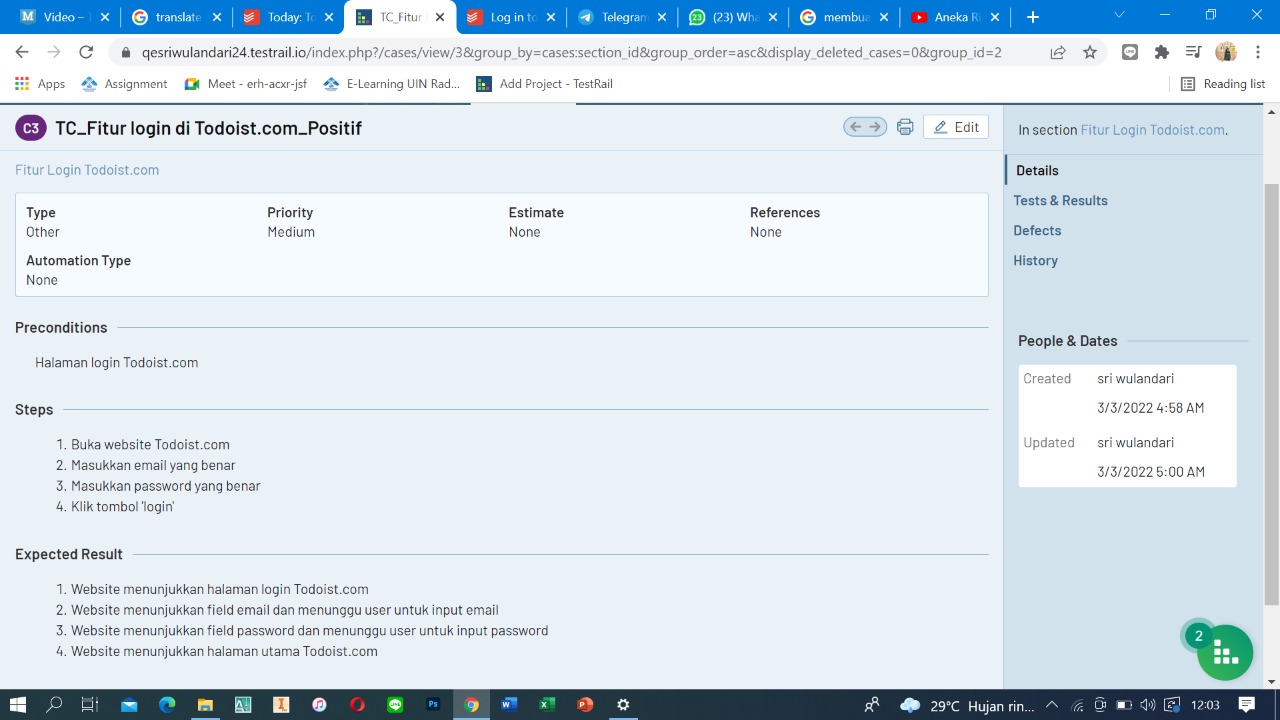 Video –
translate
Today: To
TC_Fitur l
Log in to
Telegram
(23) Wha
membua
Aneka Ri
qesriwulandari24.testrail.io/index.php?/cases/view/3&group_by=cases:section_id&group_order=asc&display_deleted_cases=0&group_id=2
Apps
Assignment
Meet - erh-acxr-jsf
E-Learning UIN Rad...
Add Project - TestRail
Reading list
C3
TC_Fitur login di Todoist.com_Positif
Edit
Fitur Login Todoist.com
Type
Priority
Estimate
References
Other
Medium
None
None
Automation Type
None
Preconditions
Halaman login Todoist.com
Steps
1. Buka website Todoist.com
2. Masukkan email yang benar
3. Masukkan password yang benar
4. Klik tombol 'login'
Expected Result
1. Website menunjukkan halaman login Todoist.com
2. Website menunjukkan field email dan menunggu user untuk input email
3. Website menunjukkan field password dan menunggu user untuk input password
4. Website menunjukkan halaman utama Todoist.com
In section Fitur Login Todoist.com.
Details
Tests & Results
Defects
History
People & Dates
Created sri wulandari
3/3/2022 4:58 AM
Updated sri wulandari
3/3/2022 5:00 AM
2
29°C Hujan rin...
12:03